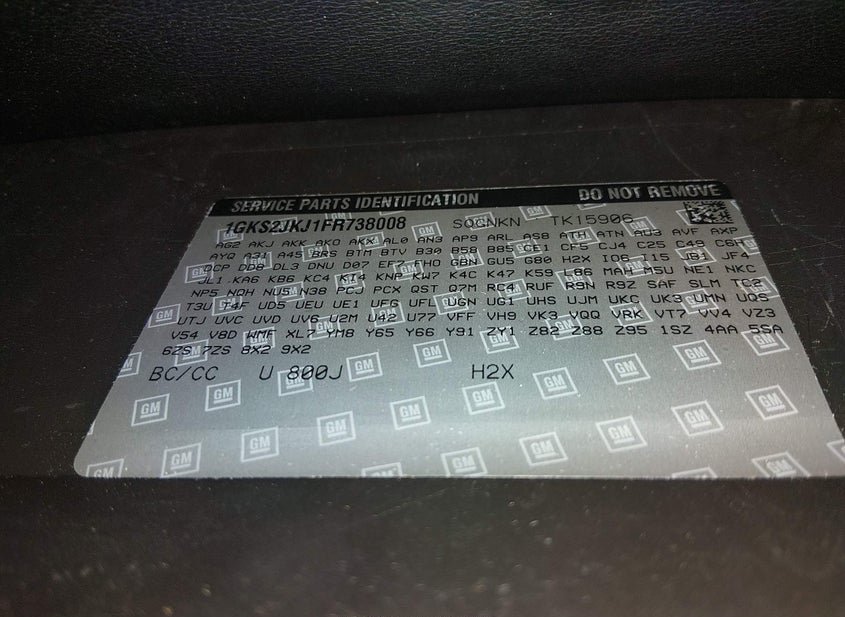 SERVICE PARTS IDENTIFICATION DO NOT REMOVE
1GKS2JKJ1FR738008 SQGNKN TK15906
AG2 AKJ AKK AKO AKX AL0 AN3 AP9 ARL AS8 ATH ATN AU3 AVF AXP
AYQ A31 A45 BRS BTM BTV B30 B58 B85 CE1 CF5 CJ4 C25 C49 C6H
DCP DD8 DL3 DNU D07 EF7 FHO GBN GU5 G80 H2X IO6 I15 JB1 JF4
JL1 KA6 KB6 KC4 KI4 KNP KW7 K4C K47 K59 L86 MAH M5U NE1 NKC
NP5 NQH NU5 N38 PCJ PCX QST Q7M RC4 RUF R9N R9Z SAF SLM TC2
T3U T4F UD5 UEU UE1 UFG UFL UGN UG1 UHS UJM UKC UK3 UMN UQS
UTJ UVC UVD UV6 U2M U42 U77 VFF VH9 VK3 VQQ VRK VT7 VV4 VZ3
V54 V8D WMF XL7 YM8 Y65 Y66 Y91 ZY1 Z82 Z88 Z95 1SZ 4AA 5SA
6ZS 7ZS 8X2 9X2
BC/CC U 800J H2X
GM